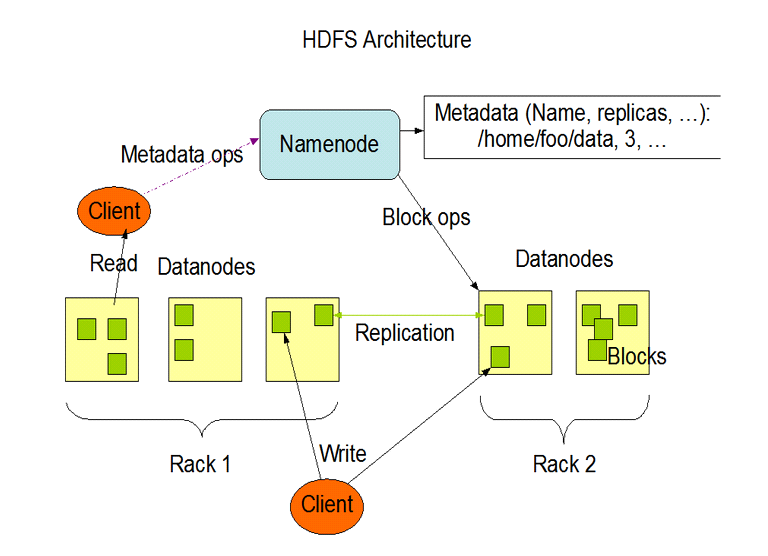 HDFS Architecture
Metadata (Name, replicas, ...):
/home/foo/data, 3, ...
Namenode
Metadata ops
Client
Block ops
Read
Datanodes
Datanodes
Replication
Blocks
Rack 1
Write
Rack 2
Client